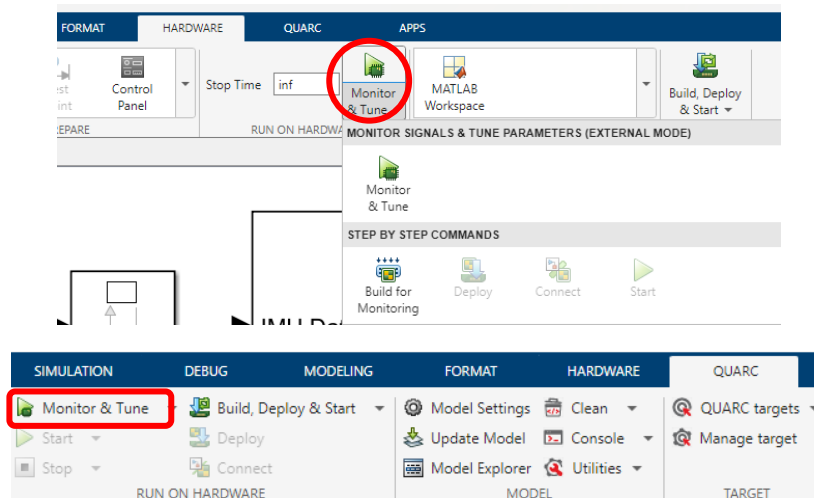 FORMAT HARDWARE QUARC APPS
Control Panel
Stop Time inf
Monitor & Tune
MATLAB Workspace
Build, Deploy & Start
RUN ON HARDWA
MONITOR SIGNALS & TUNE PARAMETERS (EXTERNAL MODE)
Monitor
& Tune
STEP BY STEP COMMANDS
Build for Monitoring
Deploy
Connect
Start
SIMULATION DEBUG MODELING FORMAT HARDWARE QUARC
Monitor & Tune Build, Deploy & Start Model Settings Clean QUARC targets
Start Deploy Update Model Console Manage target
Stop Connect Model Explorer Utilities
RUN ON HARDWARE MODEL TARGET